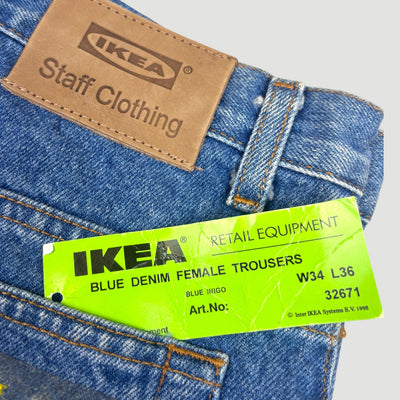 IKEA®
Staff Clothing
IKEA® RETAIL EQUIPMENT
BLUE DENIM FEMALE TROUSERS
W34 L36
BLUE INIGO
Art.No: 32671
© Inter IKEA Systems B.V. 1998